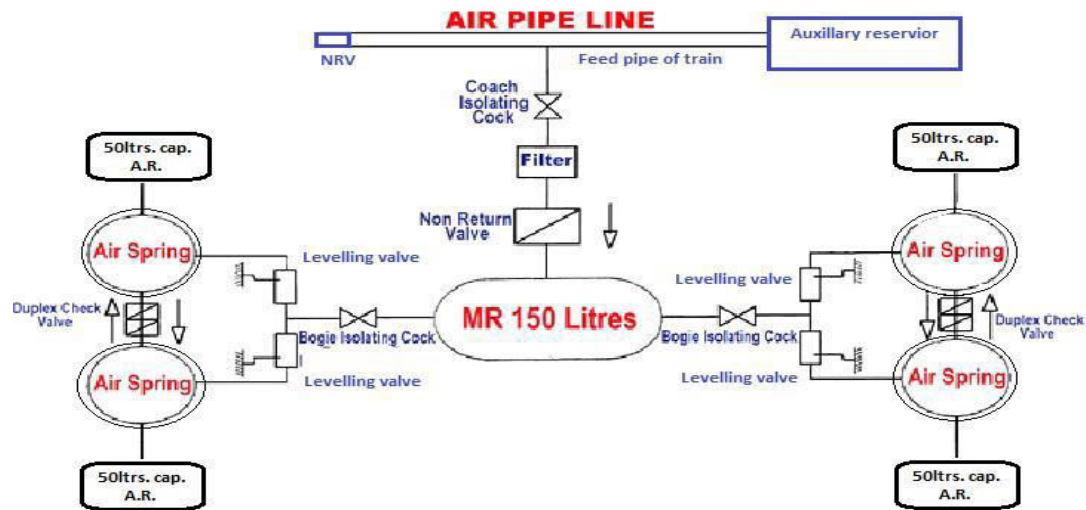 AIR PIPE LINE
Auxillary reservior
NRV
Feed pipe of train
Coach
Isolating
Cock
50ltrs. cap.
A.R.
50ltrs. cap.
A.R.
Filter
Non Return
Valve
Air Spring
Levelling valve
Levelling valve
Air Spring
Duplex Check
Valve
MR 150 Litres
Duplex Check
Valve
Bogie Isolating Cock
Bogie Isolating Cock
Air Spring
Levelling valve
Levelling valve
Air Spring
50ltrs. cap.
A.R.
50ltrs. cap.
A.R.